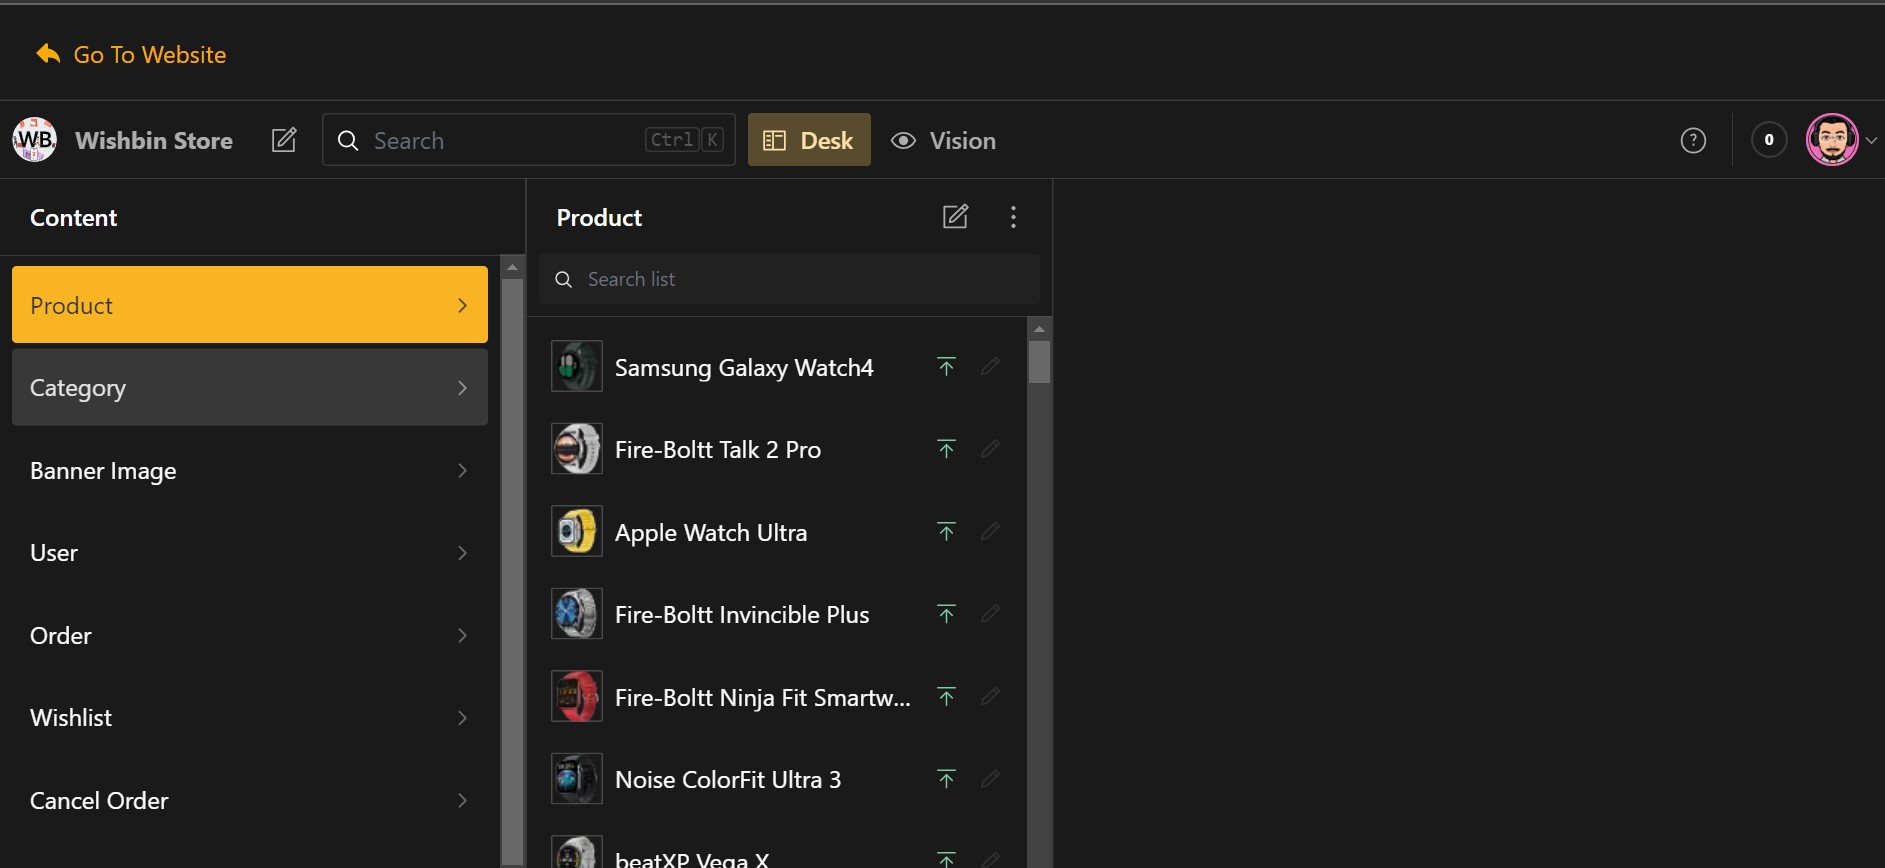 Go To Website
WB
Wishbin Store
Search
Ctrl K
Desk
Vision
0
Content
Product
Category
Banner Image
User
Order
Wishlist
Cancel Order
Product
Search list
Samsung Galaxy Watch4
Fire-Boltt Talk 2 Pro
Apple Watch Ultra
Fire-Boltt Invincible Plus
Fire-Boltt Ninja Fit Smartw...
Noise ColorFit Ultra 3
beatXP Vega X